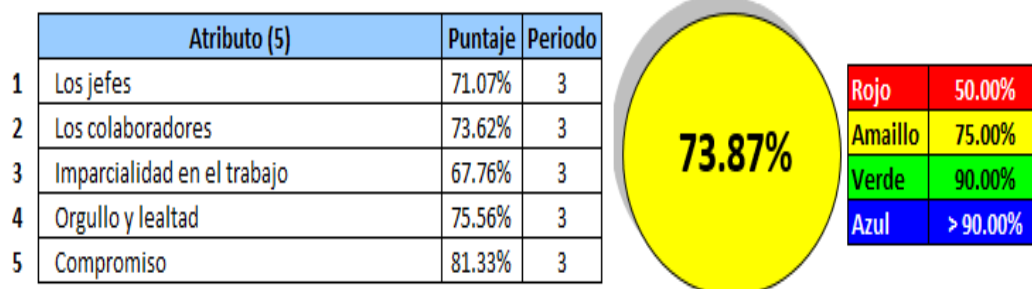 Atributo (5) Puntaje Periodo
1 Los jefes 71.07% 3
2 Los colaboradores 73.62% 3
3 Imparcialidad en el trabajo 67.76% 3
4 Orgullo y lealtad 75.56% 3
5 Compromiso 81.33% 3
73.87%
Rojo 50.00%
Amaillo 75.00%
Verde 90.00%
Azul > 90.00%